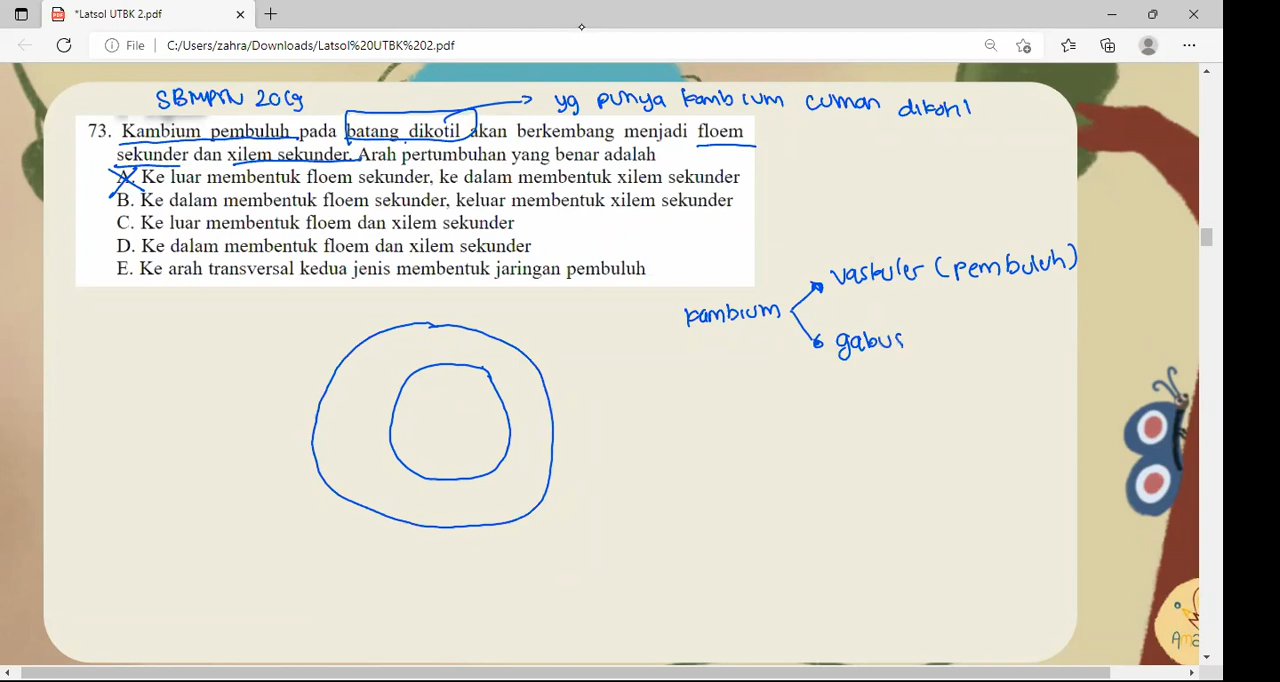 *Latsol UTBK 2.pdf
File | C:/Users/zahra/Downloads/Latsol%20UTBK%202.pdf
SBMPTN 2019
yg punya kambium cuman dikotil
73. Kambium pembuluh pada batang dikotil akan berkembang menjadi floem
sekunder dan xilem sekunder. Arah pertumbuhan yang benar adalah
A. Ke luar membentuk floem sekunder, ke dalam membentuk xilem sekunder
B. Ke dalam membentuk floem sekunder, keluar membentuk xilem sekunder
C. Ke luar membentuk floem dan xilem sekunder
D. Ke dalam membentuk floem dan xilem sekunder
E. Ke arah transversal kedua jenis membentuk jaringan pembuluh
vaskuler (pembuluh)
kambium
gabus